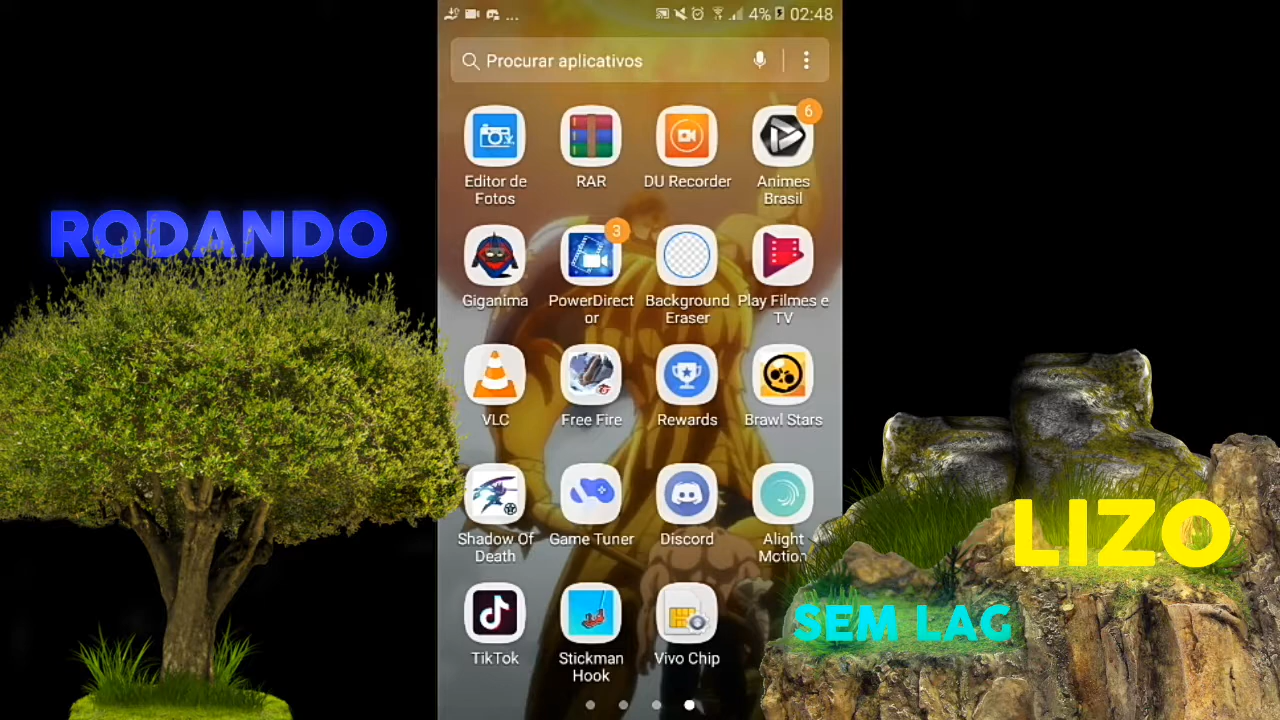 ... 4% 02:48
Procurar aplicativos
6
Editor de
Fotos
RAR
DU Recorder
Animes
Brasil
RODANDO
3
Giganima
PowerDirect
or
Background
Eraser
Play Filmes e
TV
VLC
Free Fire
Rewards
Brawl Stars
LIZO
Shadow Of
Death
Game Tuner
Discord
Alight
Motion
SEM LAG
TikTok
Stickman
Hook
Vivo Chip